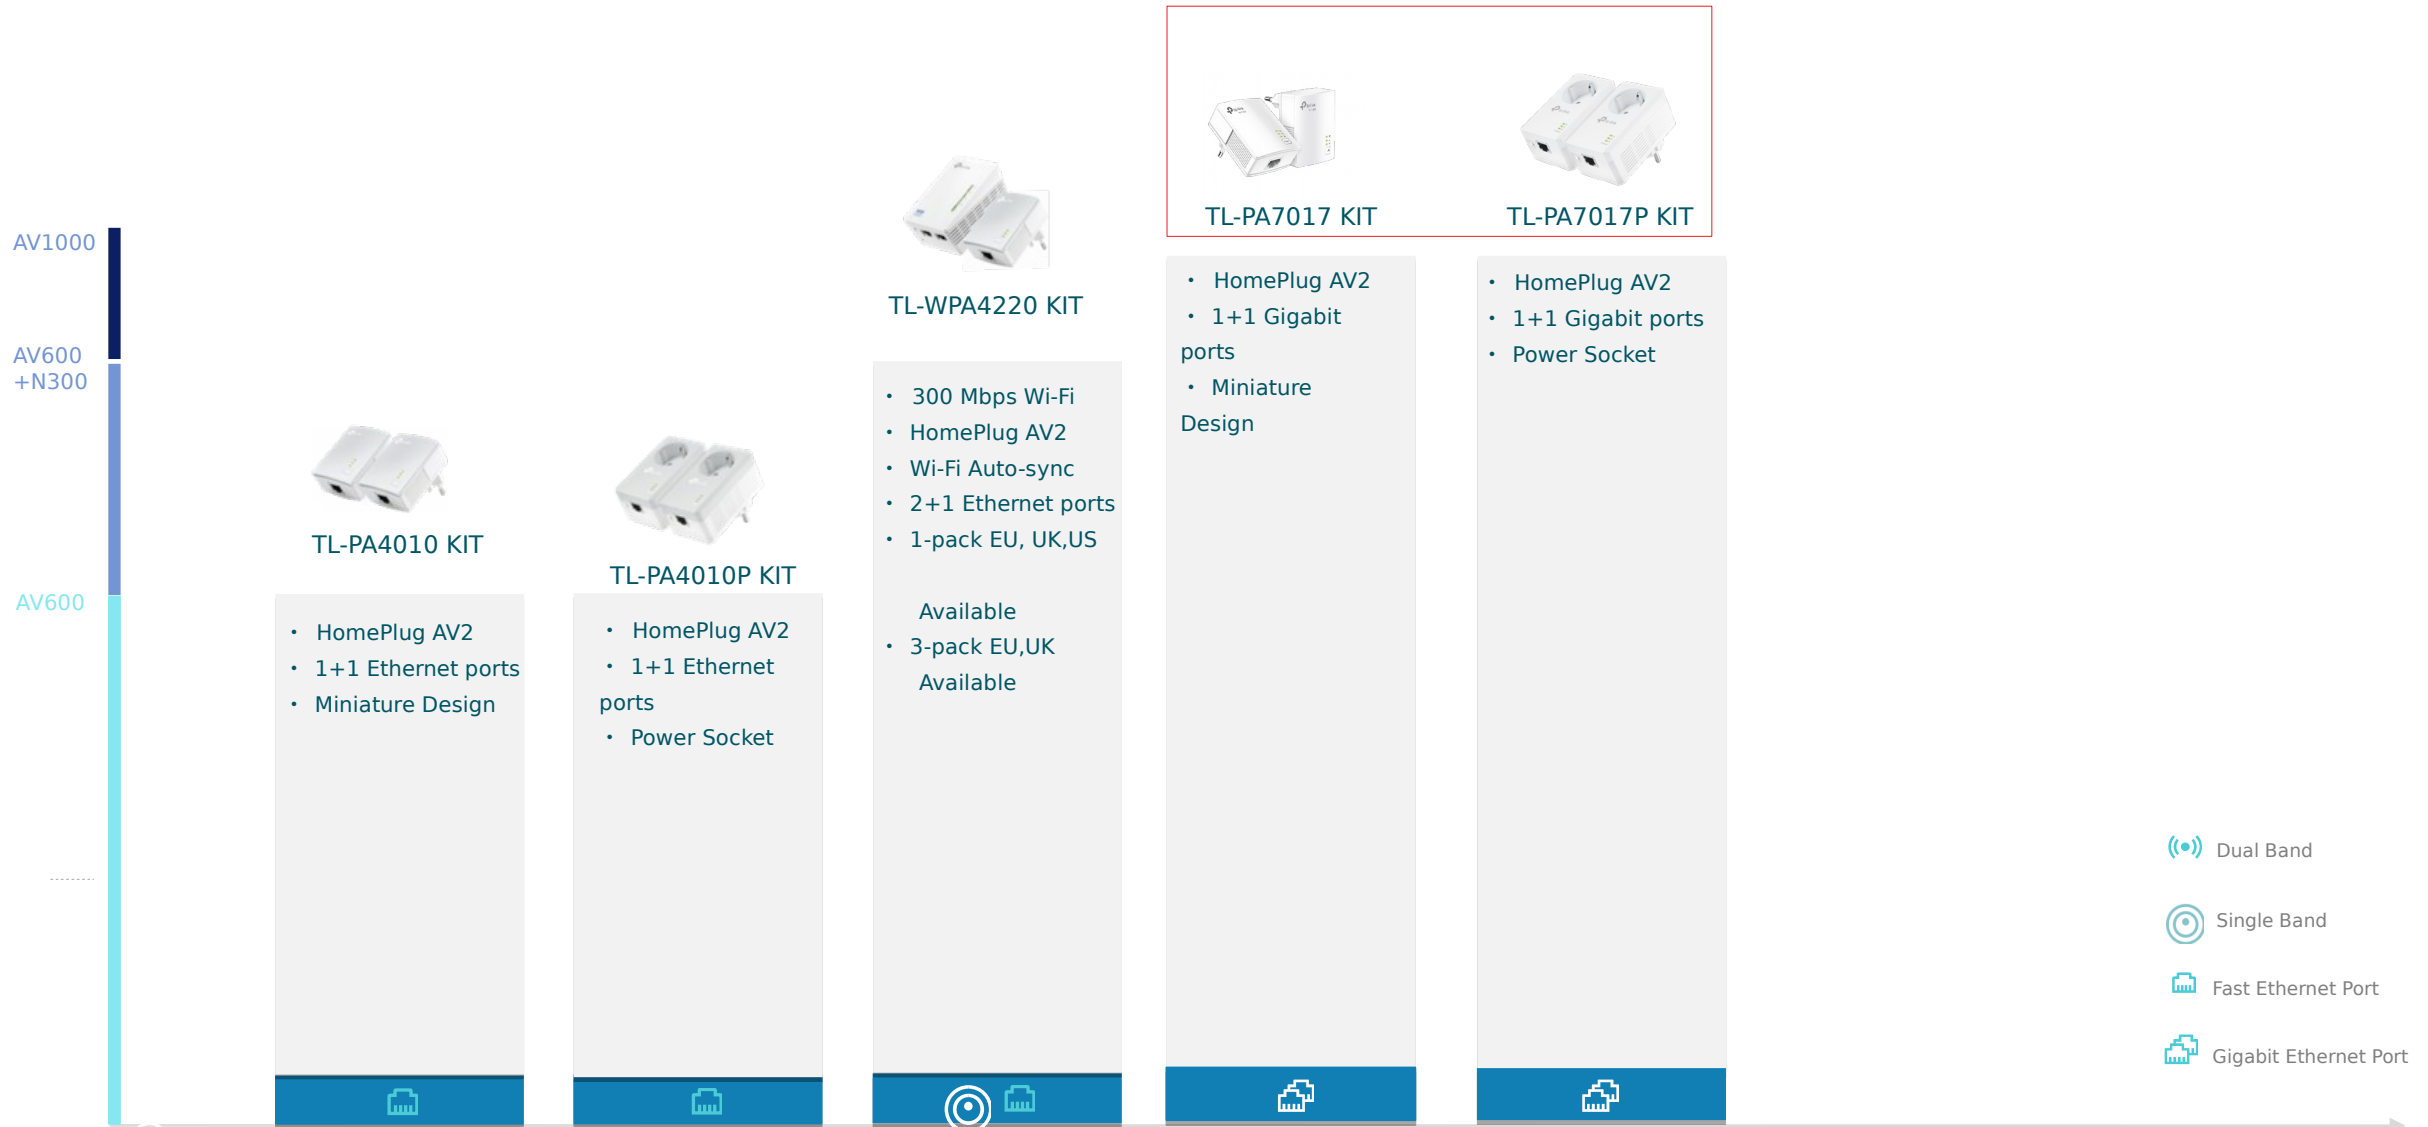 AV1000
AV600
+N300
AV600
TL-PA4010 KIT
• HomePlug AV2
• 1+1 Ethernet ports
• Miniature Design
TL-PA4010P KIT
• HomePlug AV2
• 1+1 Ethernet
ports
• Power Socket
TL-WPA4220 KIT
• 300 Mbps Wi-Fi
• HomePlug AV2
• Wi-Fi Auto-sync
• 2+1 Ethernet ports
• 1-pack EU, UK,US
Available
• 3-pack EU,UK
Available
TL-PA7017 KIT
• HomePlug AV2
• 1+1 Gigabit
ports
• Miniature
Design
TL-PA7017P KIT
• HomePlug AV2
• 1+1 Gigabit ports
• Power Socket
Dual Band
Single Band
Fast Ethernet Port
Gigabit Ethernet Port